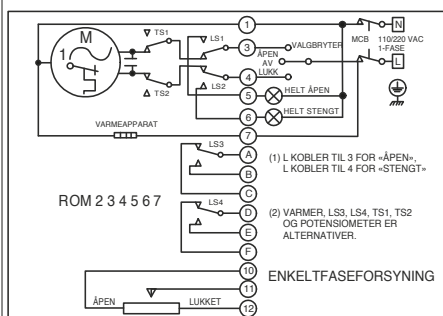 M
1
TS1
TS2
LS1
LS2
1
3
4
5
6
7
VALGBRYTER
ÅPEN
AV
LUKK
HELT ÅPEN
HELT STENGT
MCB
110/220 VAC
1-FASE
N
L
VARMEAPPARAT
LS3
A
B
C
LS4
D
E
F
(1) L KOBLER TIL 3 FOR «ÅPEN»,
L KOBLER TIL 4 FOR «STENGT»
ROM 2 3 4 5 6 7
(2) VARMER, LS3, LS4, TS1, TS2
OG POTENSIOMETER ER
ALTERNATIVER.
10
11
12
ENKELTFASEFORSYNING
ÅPEN
LUKKET